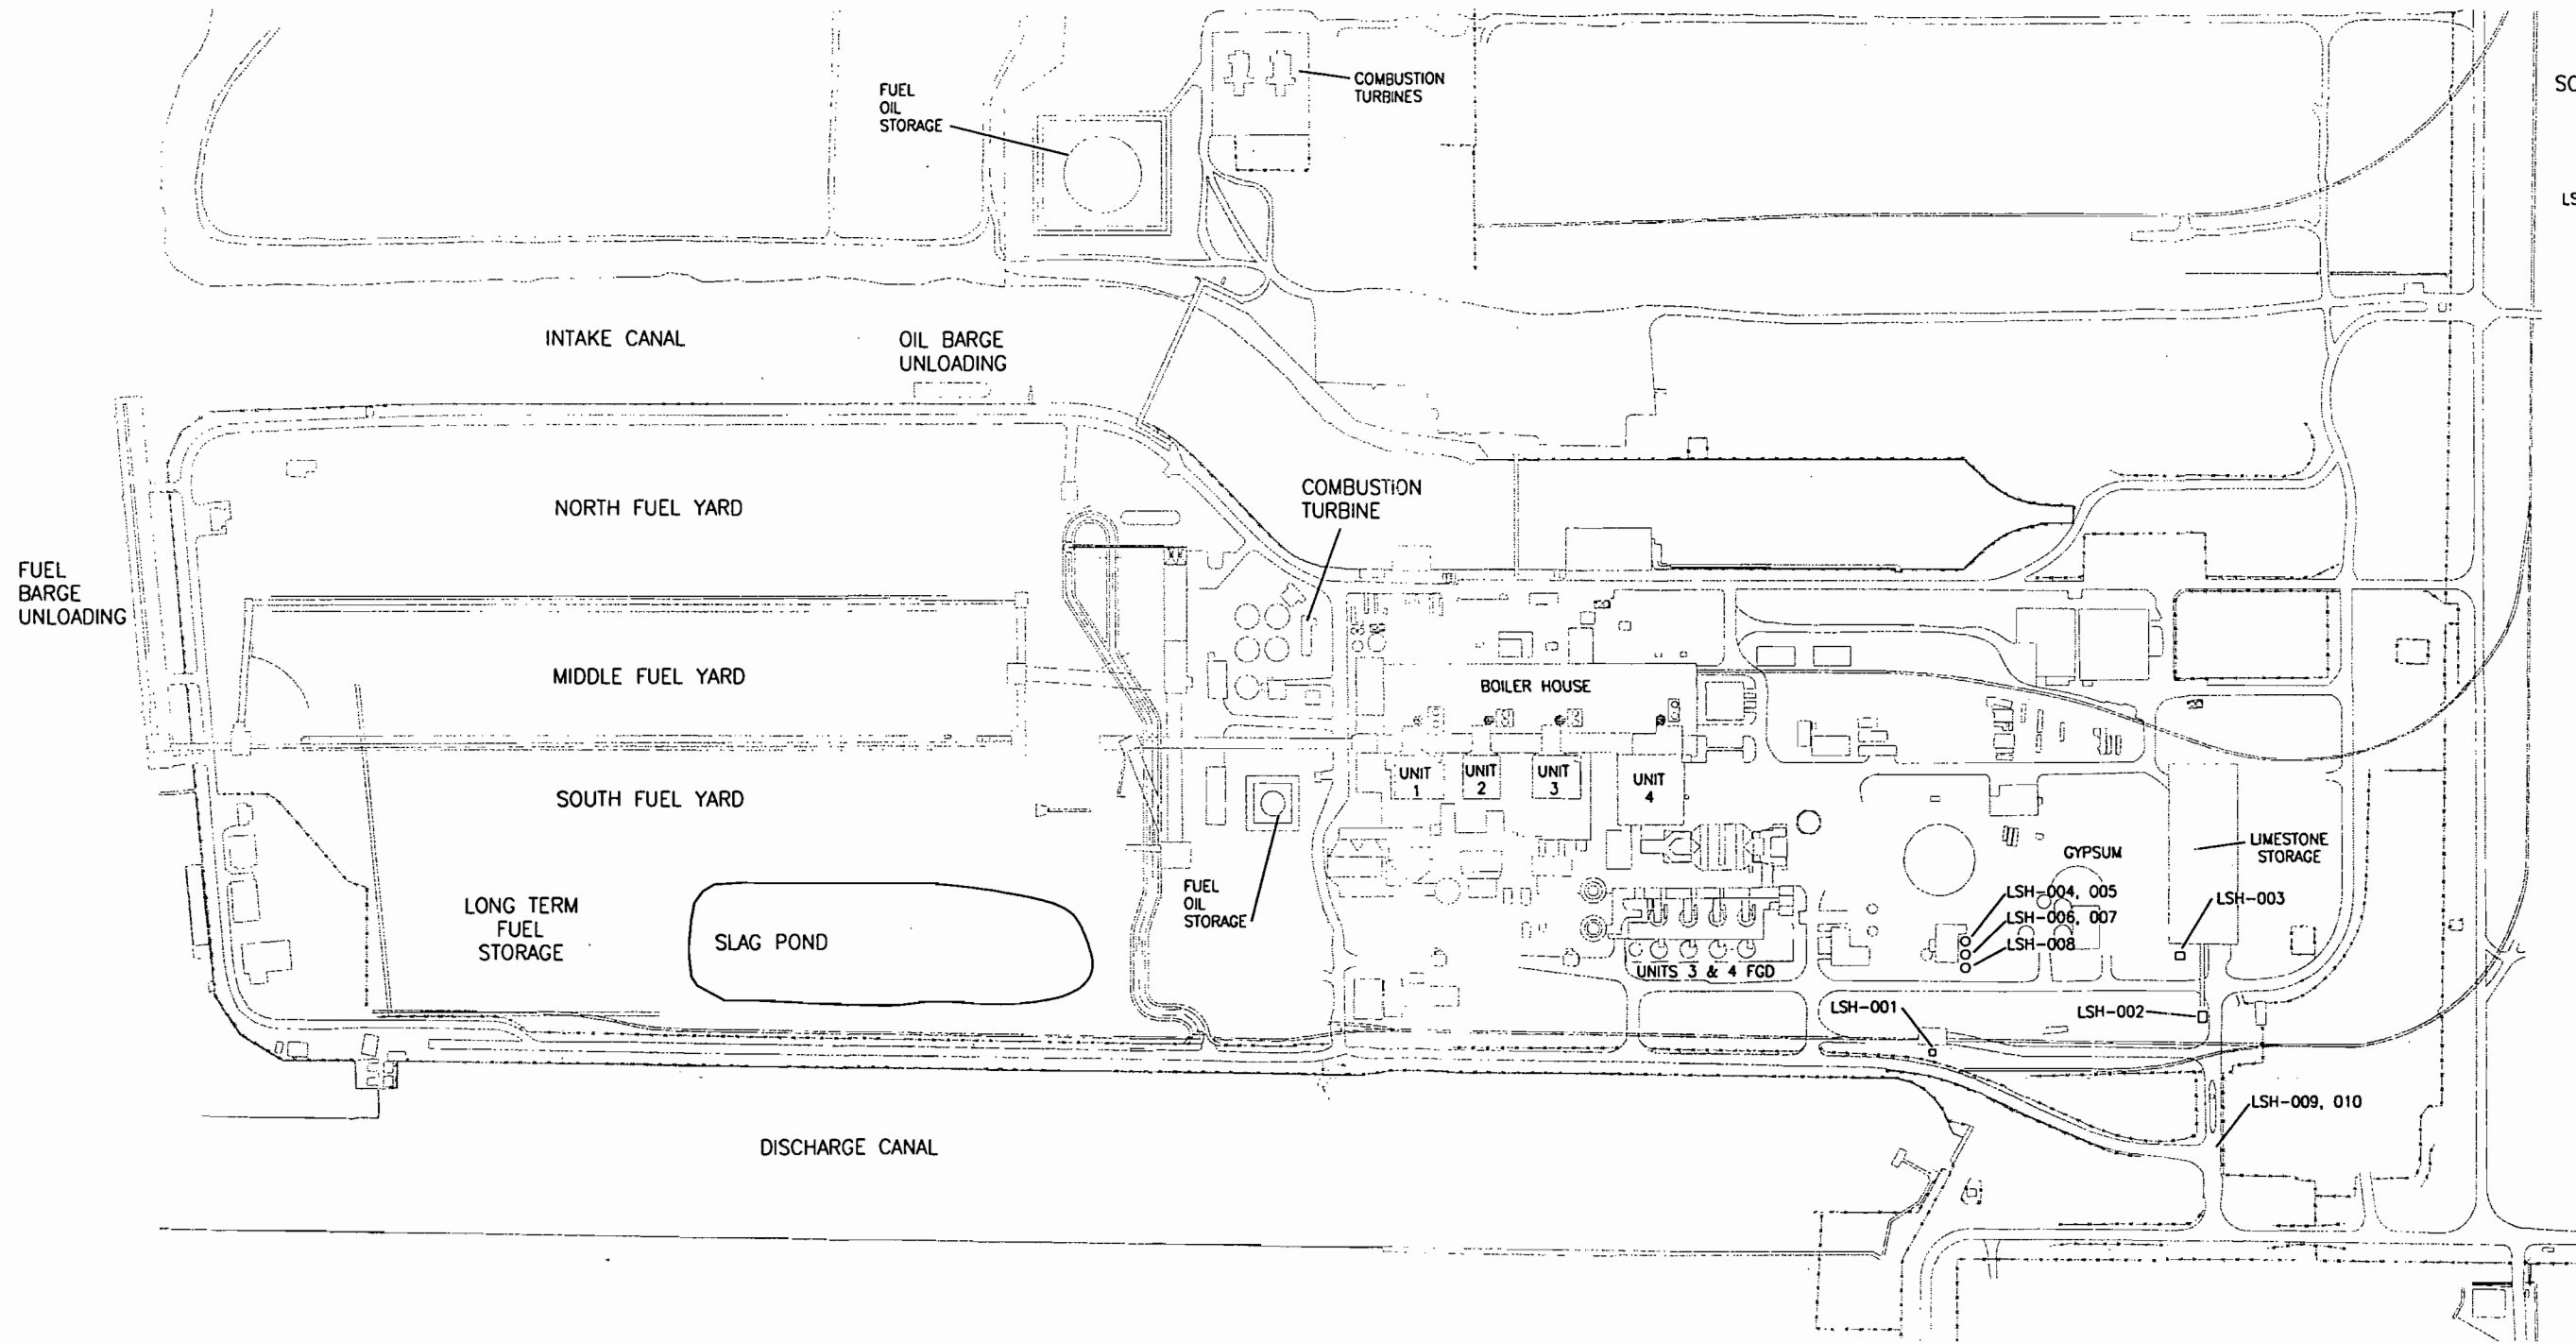 COMBUSTION
TURBINES
FUEL
OIL
STORAGE
SO
LS
INTAKE CANAL
OIL BARGE
UNLOADING
NORTH FUEL YARD
COMBUSTION
TURBINE
FUEL
BARGE
UNLOADING
MIDDLE FUEL YARD
BOILER HOUSE
UNIT
1
UNIT
2
UNIT
3
UNIT
4
SOUTH FUEL YARD
LIMESTONE
STORAGE
GYPSUM
LONG TERM
FUEL
STORAGE
SLAG POND
FUEL
OIL
STORAGE
LSH-004, 005
LSH-006, 007
LSH-008
LSH-003
UNITS 3 & 4 FGD
LSH-001
LSH-002
LSH-009, 010
DISCHARGE CANAL